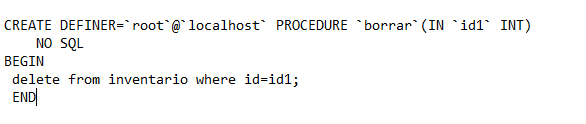 CREATE DEFINER=`root`@`localhost` PROCEDURE `borrar`(IN `id1` INT)
    NO SQL
BEGIN
 delete from inventario where id=id1;
 END